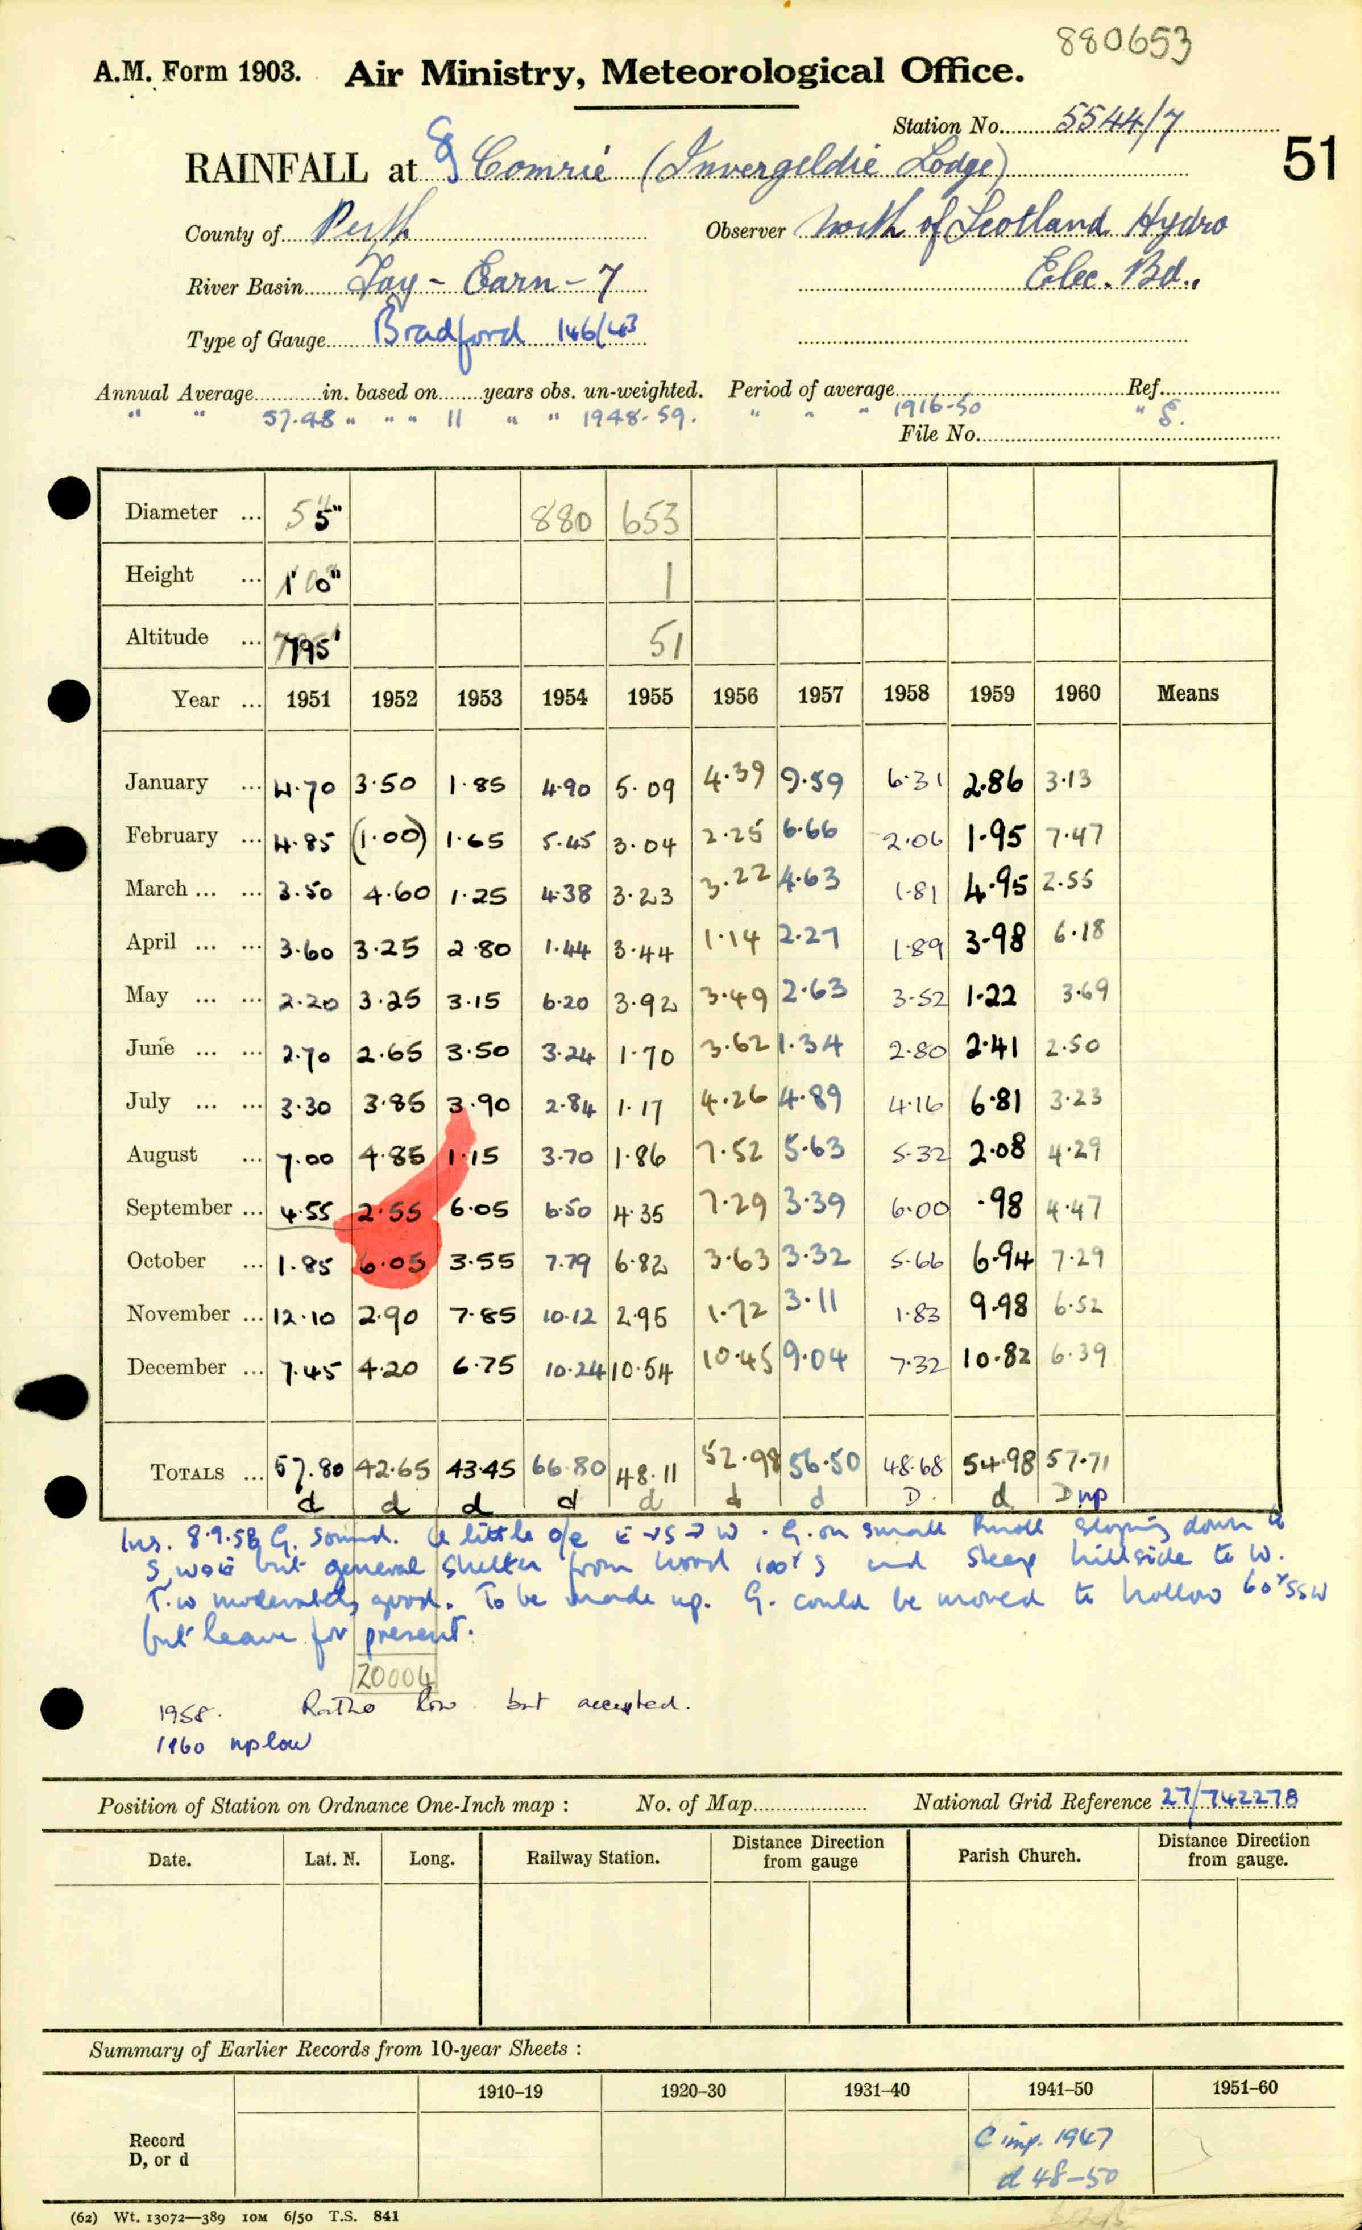 880653
A.M. Form 1903. Air Ministry, Meteorological Office.
Station No. 5544/7
51
RAINFALL at Comrie (Invergeldie Lodge)
County of Perth Observer North of Scotland Hydro
River Basin Tay - Earn - 7 Elec. Bd.,
Type of Gauge Bradford 146/43
Annual Average in. based on years obs. un-weighted. Period of average Ref.
" " 57.48 " " " 11 " " 1948-59. " " " 1916-50 " 8.
File No.
Diameter ... 5" 5" 880 653
Height ... 1' 0" 1
Altitude ... 795' 51
Year ... 1951 1952 1953 1954 1955 1956 1957 1958 1959 1960 Means
January ... 4.70 3.50 1.85 4.90 5.09 4.39 9.59 6.31 2.86 3.13
February ... 4.85 (1.00) 1.65 5.45 3.04 2.25 6.66 2.06 1.95 7.47
March ... ... 3.50 4.60 1.25 4.38 3.23 3.22 4.63 1.81 4.95 2.55
April ... ... 3.60 3.25 2.80 1.44 3.44 1.14 2.27 1.89 3.98 6.18
May ... ... 2.20 3.25 3.15 6.20 3.92 3.49 2.63 3.52 1.22 3.69
June ... ... 2.70 2.65 3.50 3.24 1.70 3.62 1.34 2.80 2.41 2.50
July ... ... 3.30 3.85 3.90 2.84 1.17 4.26 4.89 4.16 6.81 3.23
August ... 7.00 4.85 1.15 3.70 1.86 7.52 5.63 5.32 2.08 4.29
September ... 4.55 2.55 6.05 6.50 4.35 7.29 3.39 6.00 .98 4.47
October ... 1.85 6.05 3.55 7.79 6.82 3.63 3.32 5.66 6.94 7.29
November ... 12.10 2.90 7.85 10.12 2.95 1.72 3.11 1.83 9.98 6.52
December ... 7.45 4.20 6.75 10.24 10.54 10.45 9.04 7.32 10.82 6.39
TOTALS ... 57.80 42.65 43.45 66.80 48.11 52.98 56.50 48.68 54.98 57.71
d d d d d d d D. d D np
Ins. 8.9.58 G. Sound. A little o/e E → S → W. G. on small knoll sloping down to
S, W & E but general shelter from wood 100Y S and steep hillside to W.
T.w moderately good. To be made up. G. could be moved to hollow 60Y SSW
but leave for present.
20004
1958. Ratio low but accepted.
1960 np low
Position of Station on Ordnance One-Inch map : No. of Map National Grid Reference 27/742278
Date. Lat. N. Long. Railway Station. Distance Direction from gauge Parish Church. Distance Direction from gauge.
Summary of Earlier Records from 10-year Sheets :
1910–19 1920–30 1931–40 1941–50 1951–60
Record
D, or d
C imp. 1947
d 48-50
(62) Wt. 13072—389 10M 6/50 T.S. 841